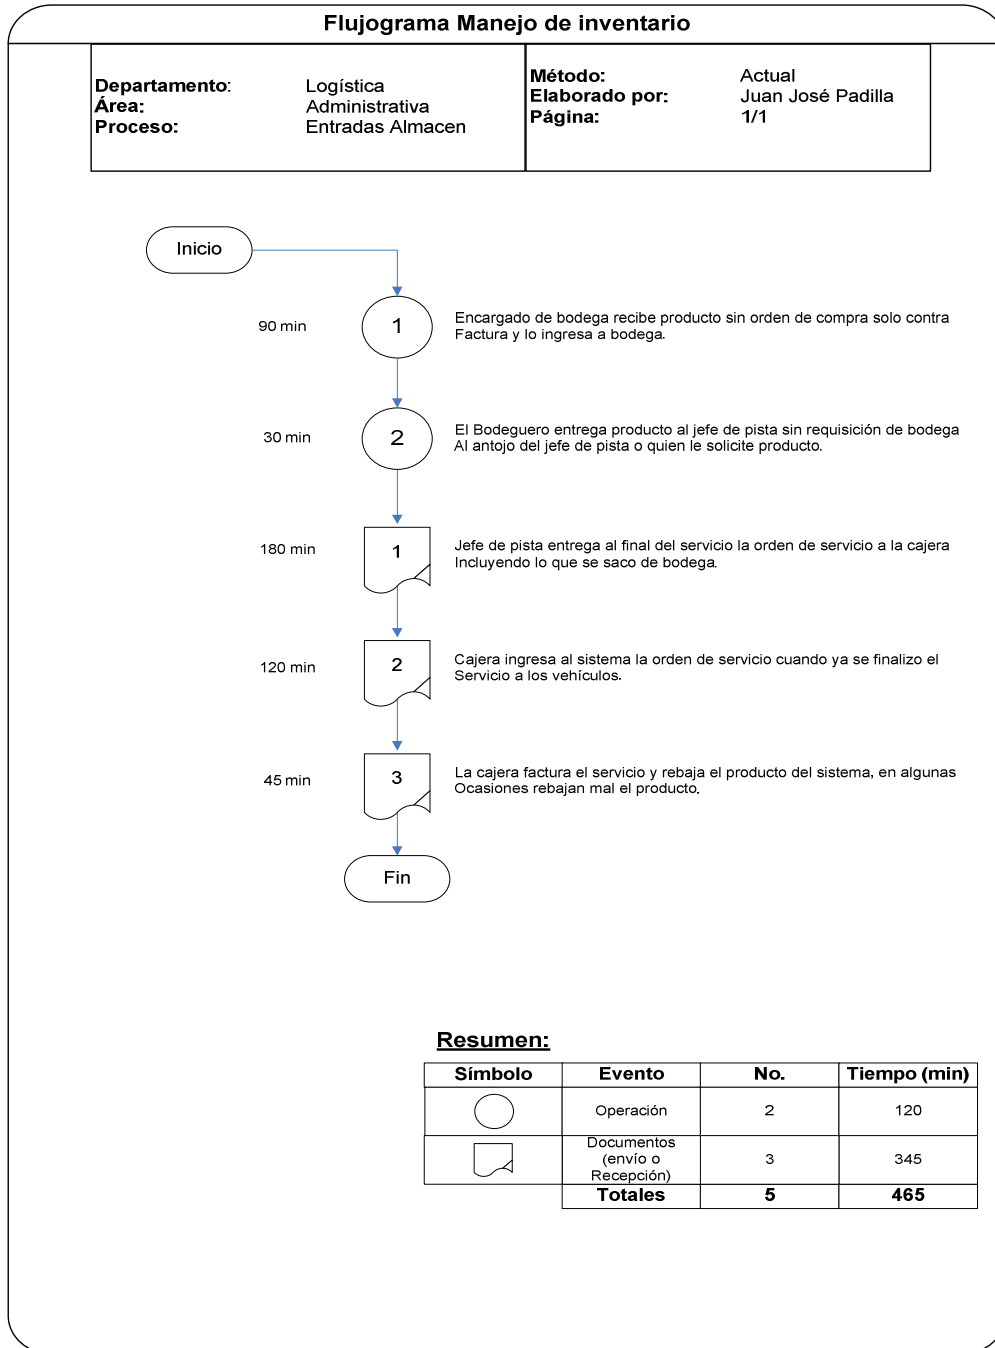 Flujograma Manejo de inventario
Departamento: Logística
Área: Administrativa
Proceso: Entradas Almacen
Método: Actual
Elaborado por: Juan José Padilla
Página: 1/1
Inicio
90 min
1
Encargado de bodega recibe producto sin orden de compra solo contra
Factura y lo ingresa a bodega.
30 min
2
El Bodeguero entrega producto al jefe de pista sin requisición de bodega
Al antojo del jefe de pista o quien le solicite producto.
180 min
1
Jefe de pista entrega al final del servicio la orden de servicio a la cajera
Incluyendo lo que se saco de bodega.
120 min
2
Cajera ingresa al sistema la orden de servicio cuando ya se finalizo el
Servicio a los vehículos.
45 min
3
La cajera factura el servicio y rebaja el producto del sistema, en algunas
Ocasiones rebajan mal el producto.
Fin
Resumen:
Símbolo Evento No. Tiempo (min)
Operación 2 120
Documentos
(envío o 3 345
Recepción)
Totales 5 465